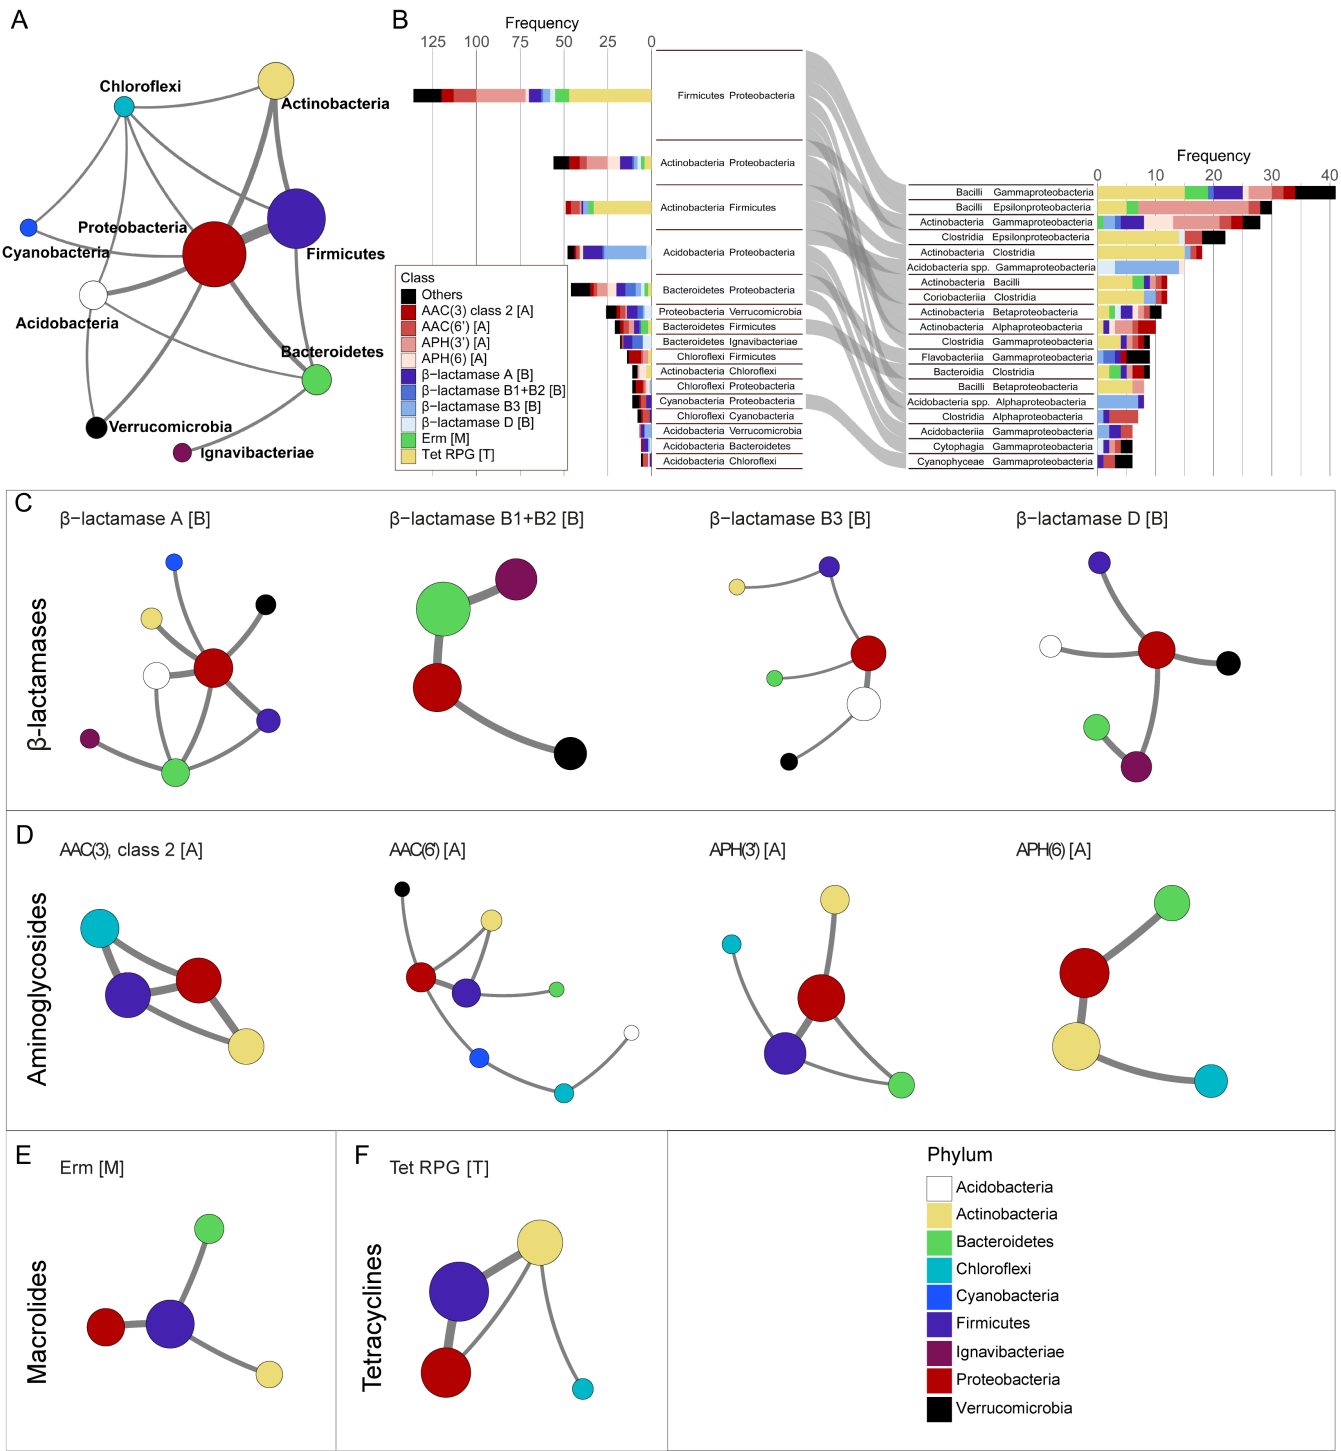 A
Chloroflexi
Actinobacteria
Proteobacteria
Cyanobacteria
Firmicutes
Acidobacteria
Bacteroidetes
Verrucomicrobia
Ignavibacteriae
B
Frequency
125 100 75 50 25 0
Firmicutes Proteobacteria
Actinobacteria Proteobacteria
Actinobacteria Firmicutes
Acidobacteria Proteobacteria
Bacteroidetes Proteobacteria
Proteobacteria Verrucomicrobia
Bacteroidetes Firmicutes
Bacteroidetes Ignavibacteriae
Chloroflexi Firmicutes
Actinobacteria Chloroflexi
Chloroflexi Proteobacteria
Cyanobacteria Proteobacteria
Chloroflexi Cyanobacteria
Acidobacteria Verrucomicrobia
Acidobacteria Bacteroidetes
Acidobacteria Chloroflexi
Class
Others
AAC(3) class 2 [A]
AAC(6') [A]
APH(3') [A]
APH(6) [A]
β-lactamase A [B]
β-lactamase B1+B2 [B]
β-lactamase B3 [B]
β-lactamase D [B]
Erm [M]
Tet RPG [T]
Frequency
0 10 20 30 40
Bacilli Gammaproteobacteria
Bacilli Epsilonproteobacteria
Actinobacteria Gammaproteobacteria
Clostridia Epsilonproteobacteria
Actinobacteria Clostridia
Acidobacteria spp. Gammaproteobacteria
Actinobacteria Bacilli
Coriobacteriia Clostridia
Actinobacteria Betaproteobacteria
Actinobacteria Alphaproteobacteria
Clostridia Gammaproteobacteria
Flavobacteriia Gammaproteobacteria
Bacteroidia Clostridia
Bacilli Betaproteobacteria
Acidobacteria spp. Alphaproteobacteria
Clostridia Alphaproteobacteria
Acidobacteriia Gammaproteobacteria
Cytophagia Gammaproteobacteria
Cyanophyceae Gammaproteobacteria
C
β-lactamases
β−lactamase A [B]
β−lactamase B1+B2 [B]
β−lactamase B3 [B]
β−lactamase D [B]
D
Aminoglycosides
AAC(3), class 2 [A]
AAC(6') [A]
APH(3') [A]
APH(6) [A]
E
Macrolides
Erm [M]
F
Tetracyclines
Tet RPG [T]
Phylum
Acidobacteria
Actinobacteria
Bacteroidetes
Chloroflexi
Cyanobacteria
Firmicutes
Ignavibacteriae
Proteobacteria
Verrucomicrobia